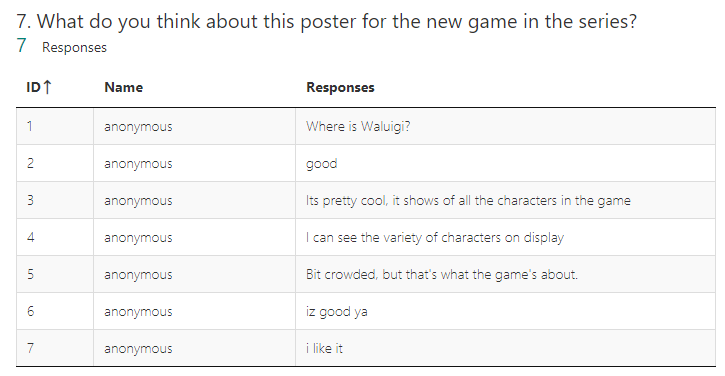 7. What do you think about this poster for the new game in the series?
7 Responses
ID↑ Name Responses
1 anonymous Where is Waluigi?
2 anonymous good
3 anonymous Its pretty cool, it shows of all the characters in the game
4 anonymous I can see the variety of characters on display
5 anonymous Bit crowded, but that's what the game's about.
6 anonymous iz good ya
7 anonymous i like it